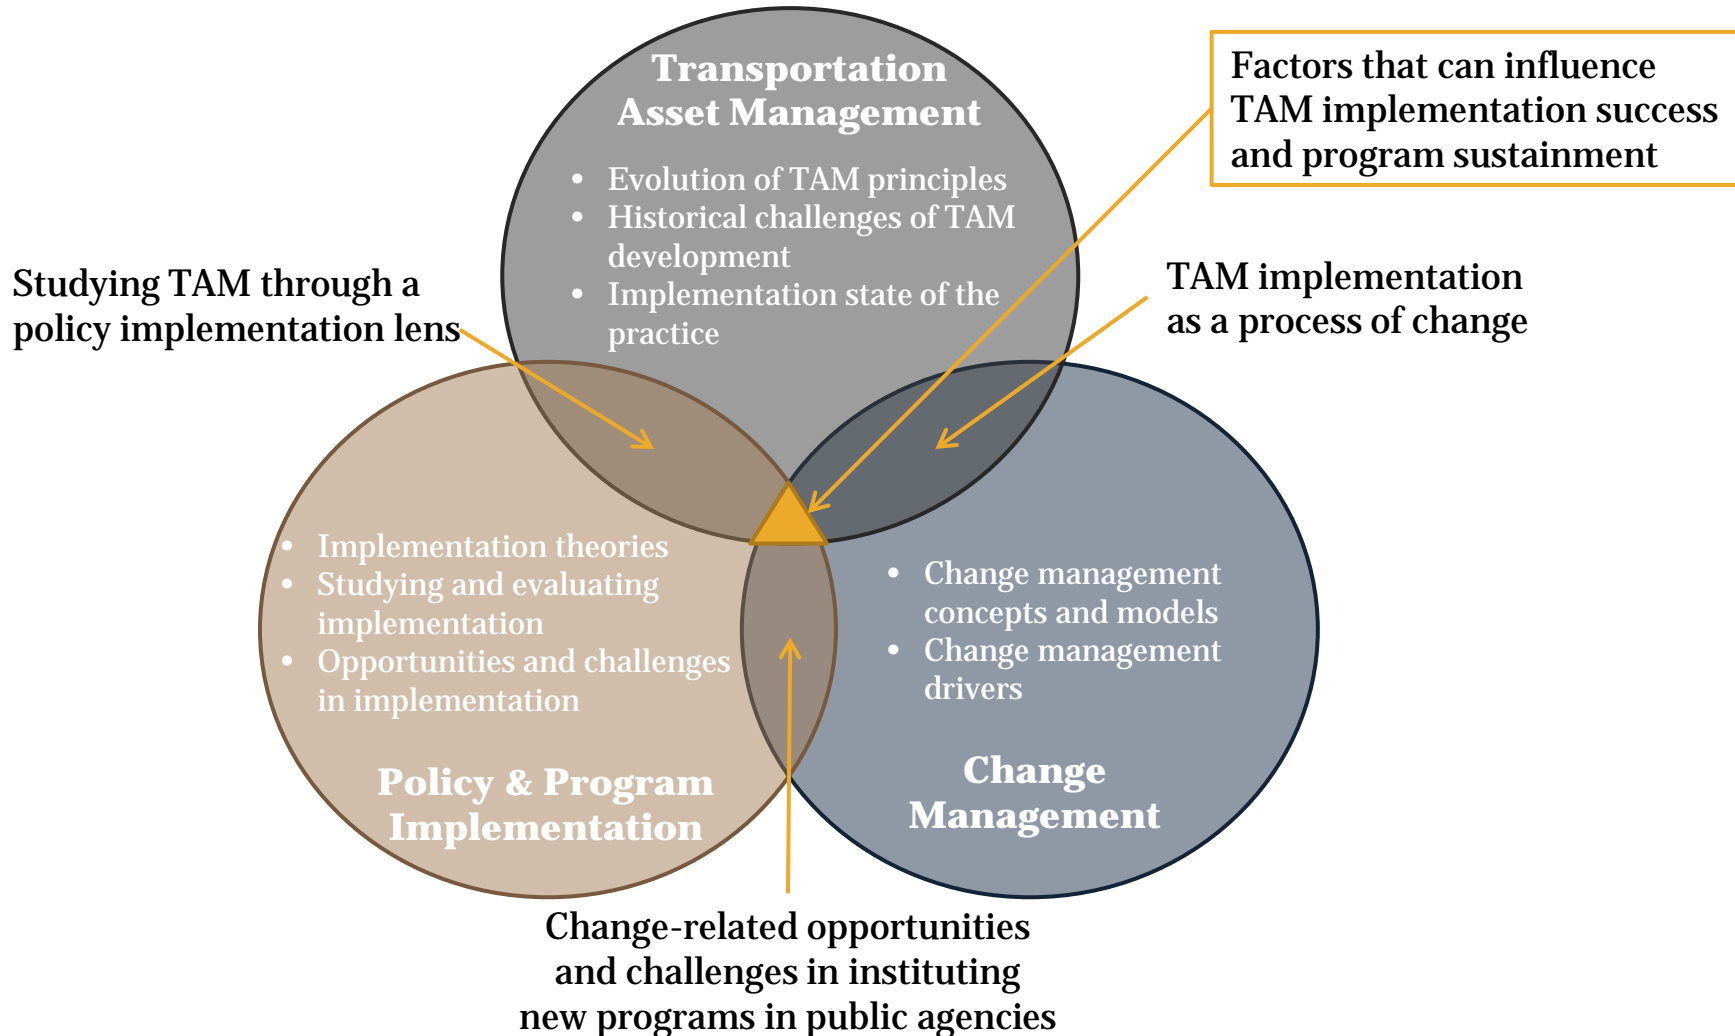 Transportation
Asset Management
• Evolution of TAM principles
• Historical challenges of TAM
development
• Implementation state of the
practice
Factors that can influence
TAM implementation success
and program sustainment
Studying TAM through a
policy implementation lens
TAM implementation
as a process of change
• Implementation theories
• Studying and evaluating
implementation
• Opportunities and challenges
in implementation
Policy & Program
Implementation
• Change management
concepts and models
• Change management
drivers
Change
Management
Change-related opportunities
and challenges in instituting
new programs in public agencies